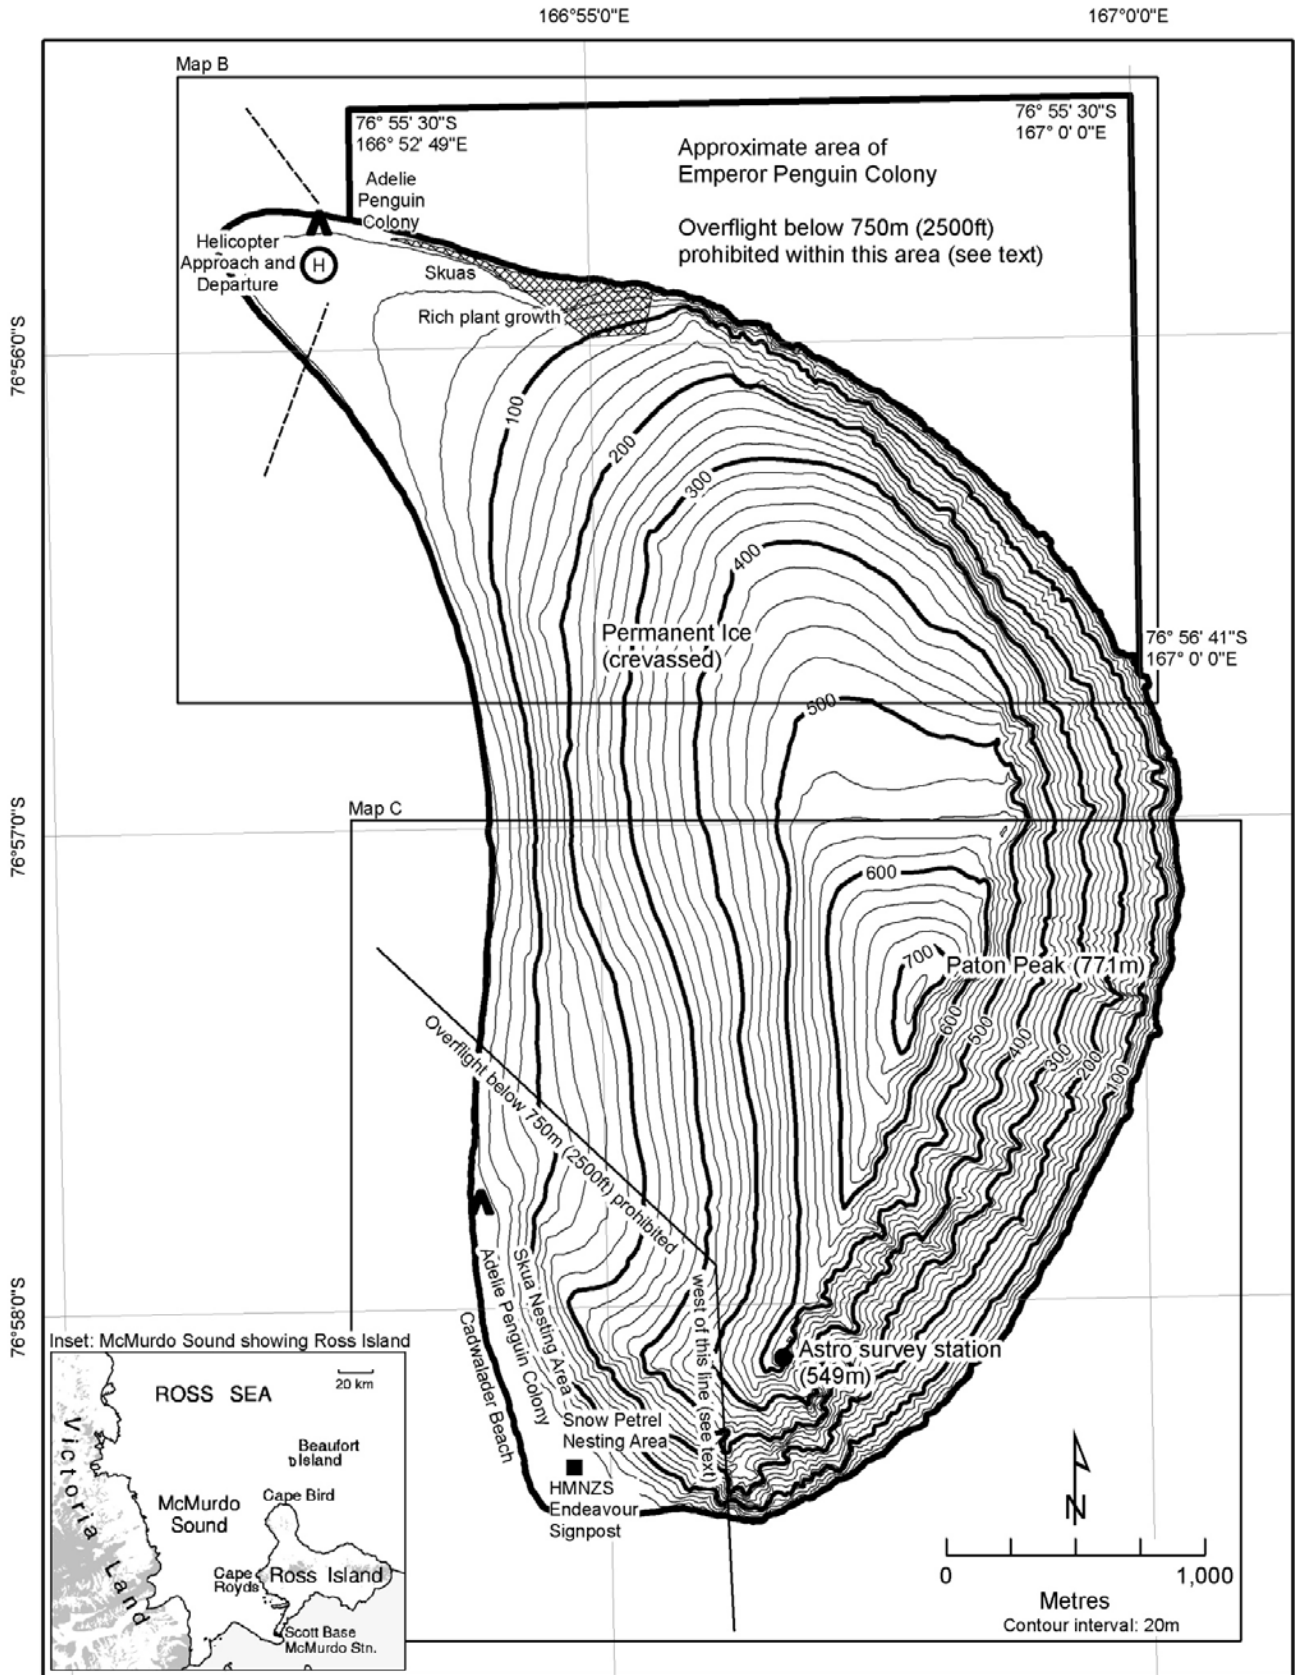 166°55'0"E
167°0'0"E
Map B
76° 55' 30"S
166° 52' 49"E
76° 55' 30"S
167° 0' 0"E
Approximate area of
Emperor Penguin Colony
Overflight below 750m (2500ft)
prohibited within this area (see text)
Adelie
Penguin
Colony
Helicopter
Approach and
Departure
H
Skuas
Rich plant growth
76°56'0"S
100
200
300
400
Permanent Ice
(crevassed)
76° 56' 41"S
167° 0' 0"E
500
Map C
76°57'0"S
600
700
Paton Peak (771m)
600
500
400
300
200
100
Overflight below 750m (2500ft) prohibited
west of this line (see text)
Skua Nesting Area
Adelie Penguin Colony
Cadwalader Beach
76°58'0"S
Astro survey station
(549m)
Snow Petrel
Nesting Area
HMNZS
Endeavour
Signpost
N
0
1,000
Metres
Contour interval: 20m
Inset: McMurdo Sound showing Ross Island
20 km
ROSS SEA
Victoria Land
Beaufort
Island
McMurdo
Sound
Cape Bird
Cape
Royds
Ross Island
Scott Base
McMurdo Stn.